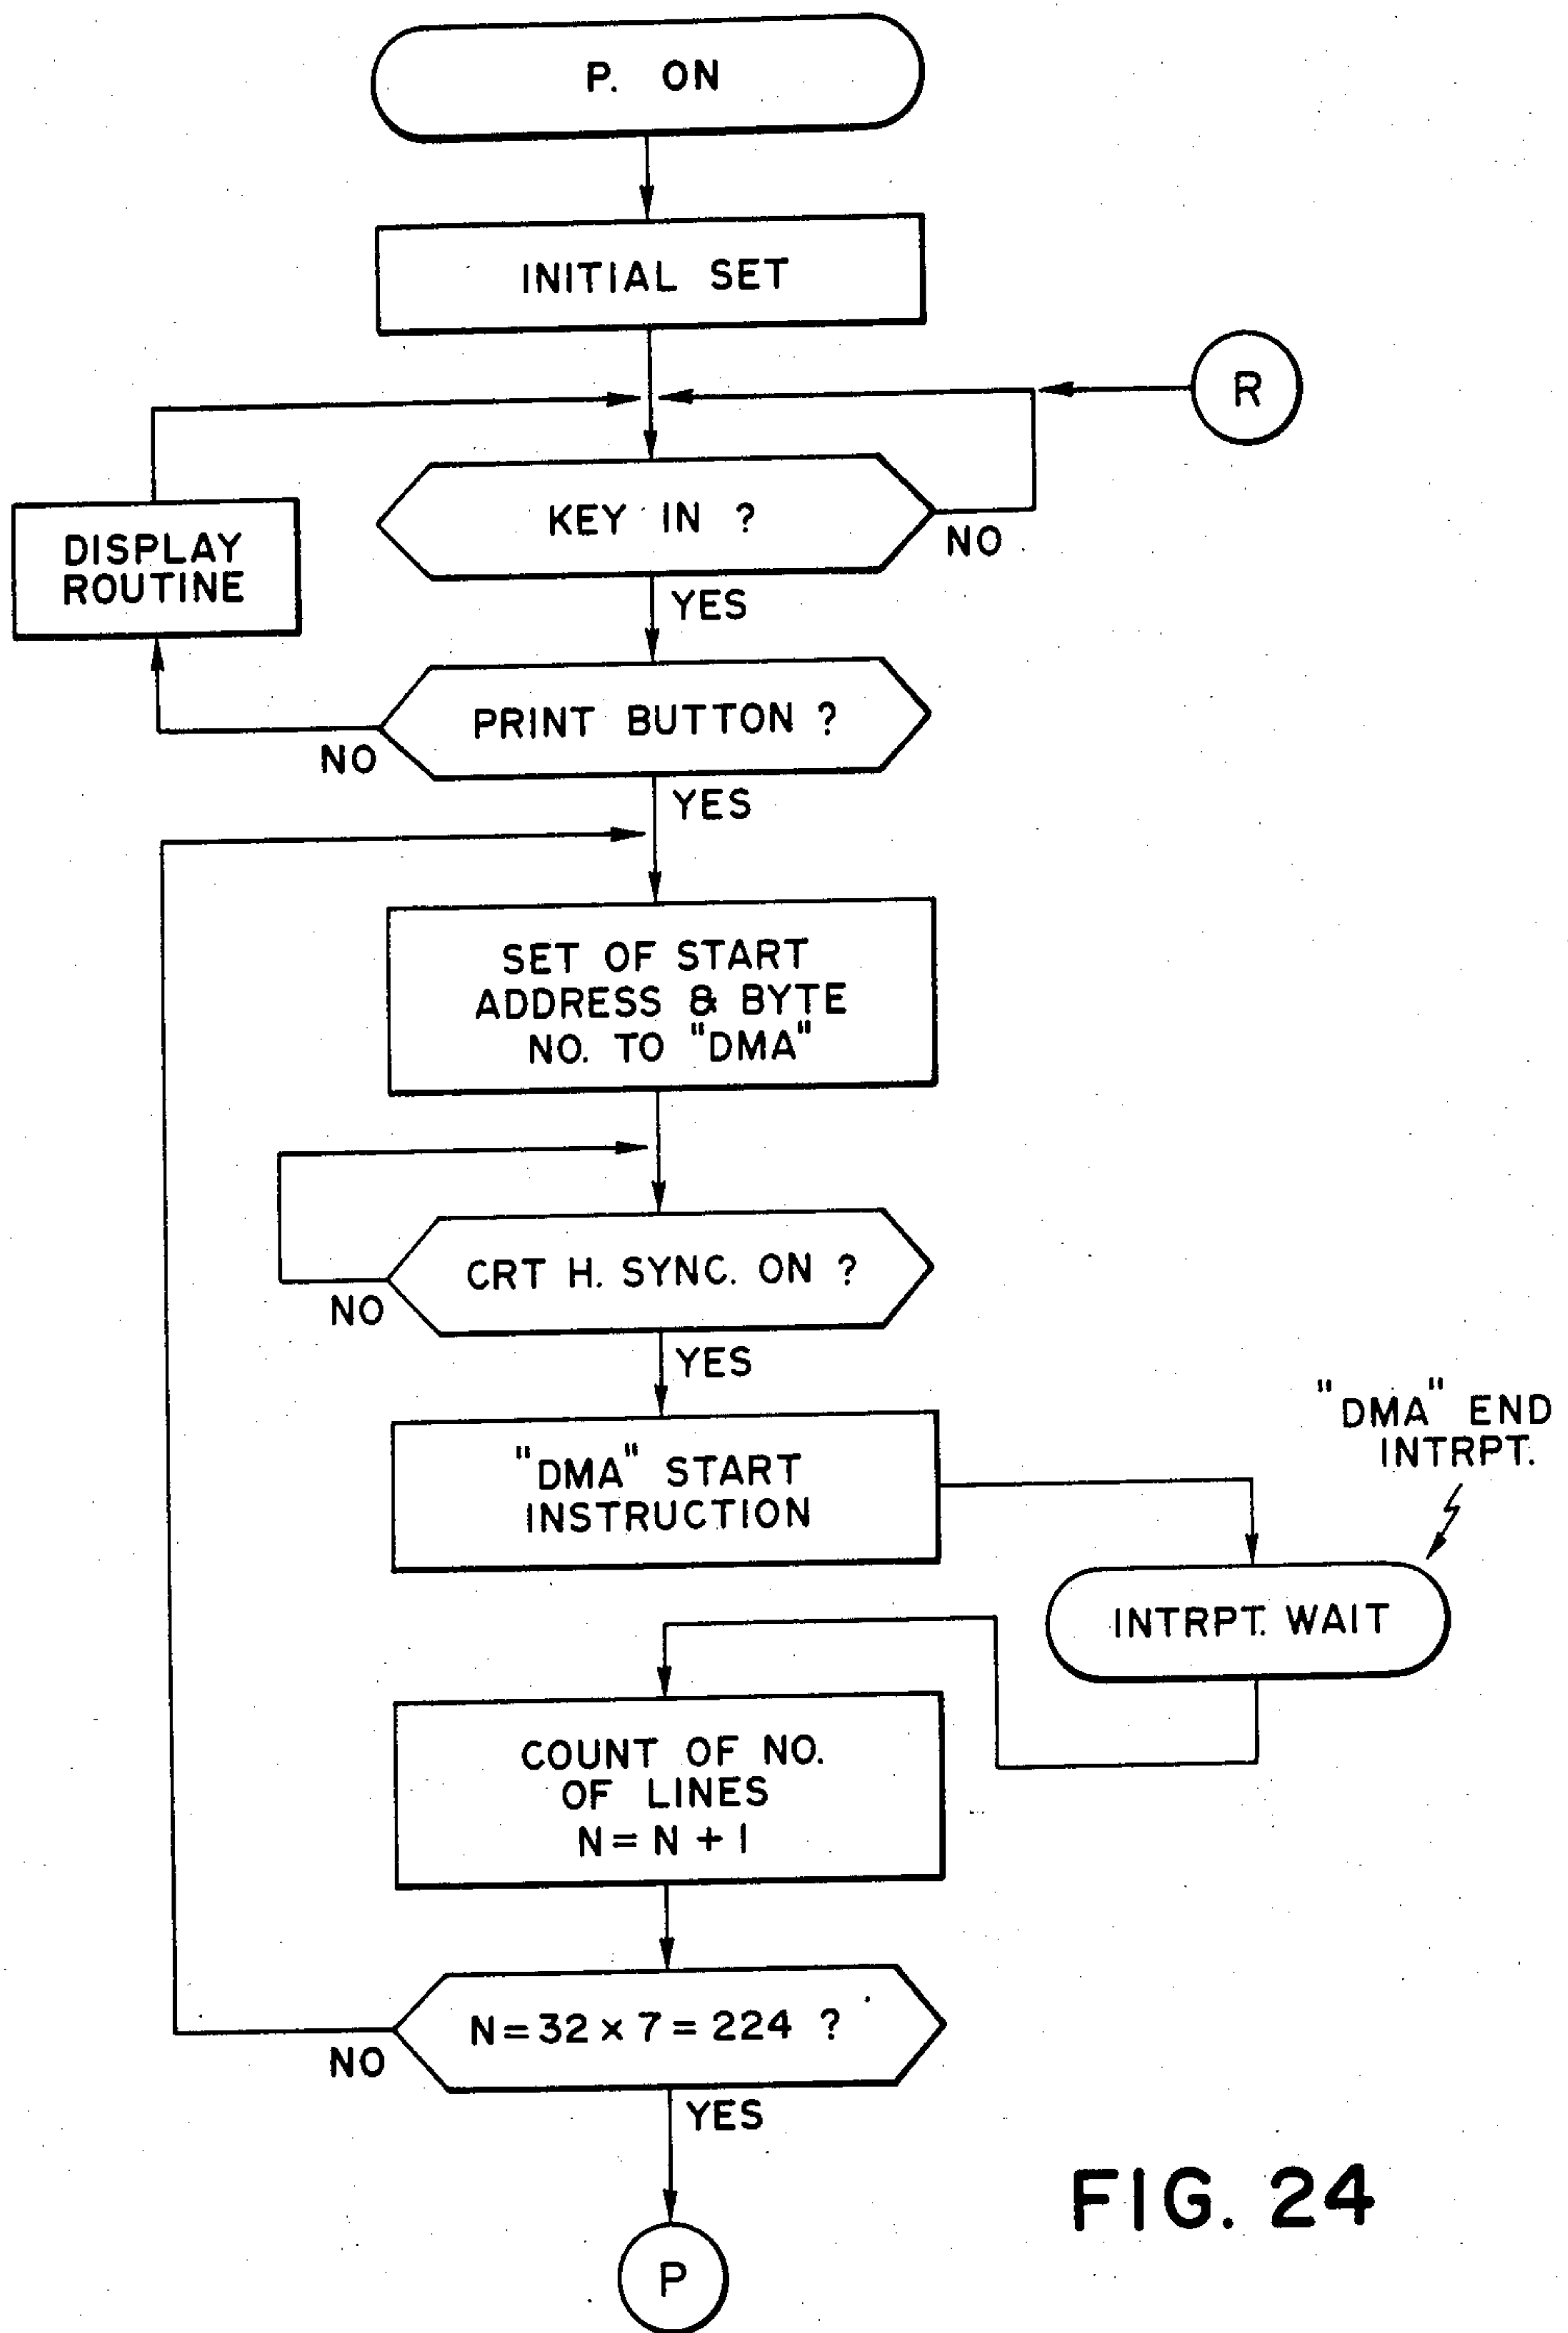 P. ON
INITIAL SET
R
KEY IN ?
NO
DISPLAY
ROUTINE
YES
PRINT BUTTON ?
NO
YES
SET OF START
ADDRESS & BYTE
NO. TO "DMA"
CRT H. SYNC. ON ?
NO
YES
"DMA" END
INTRPT.
"DMA" START
INSTRUCTION
INTRPT. WAIT
COUNT OF NO.
OF LINES
N = N + 1
N = 32 × 7 = 224 ?
NO
YES
P
FIG. 24